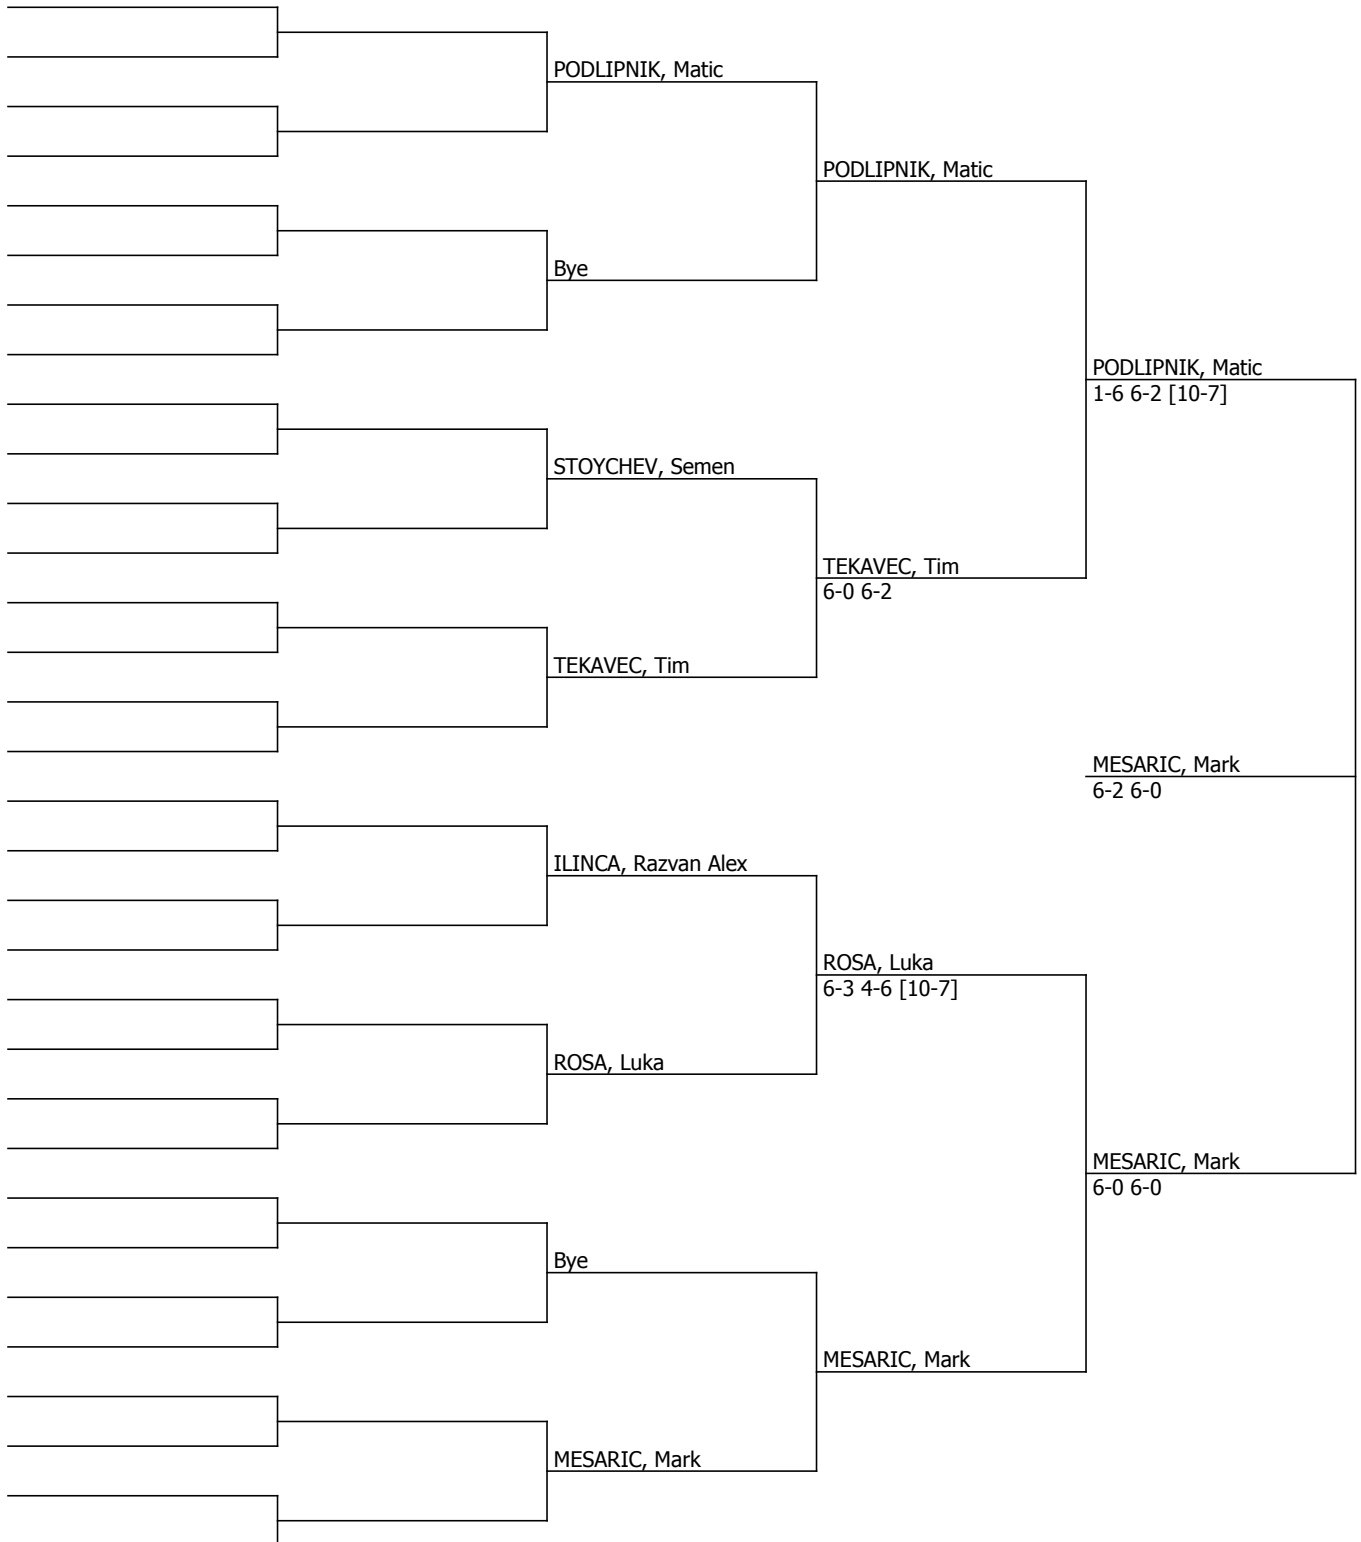 PODLIPNIK, Matic
PODLIPNIK, Matic
Bye
PODLIPNIK, Matic
1-6 6-2 [10-7]
STOYCHEV, Semen
TEKAVEC, Tim
6-0 6-2
TEKAVEC, Tim
MESARIC, Mark
6-2 6-0
ILINCA, Razvan Alex
ROSA, Luka
6-3 4-6 [10-7]
ROSA, Luka
MESARIC, Mark
6-0 6-0
Bye
MESARIC, Mark
MESARIC, Mark